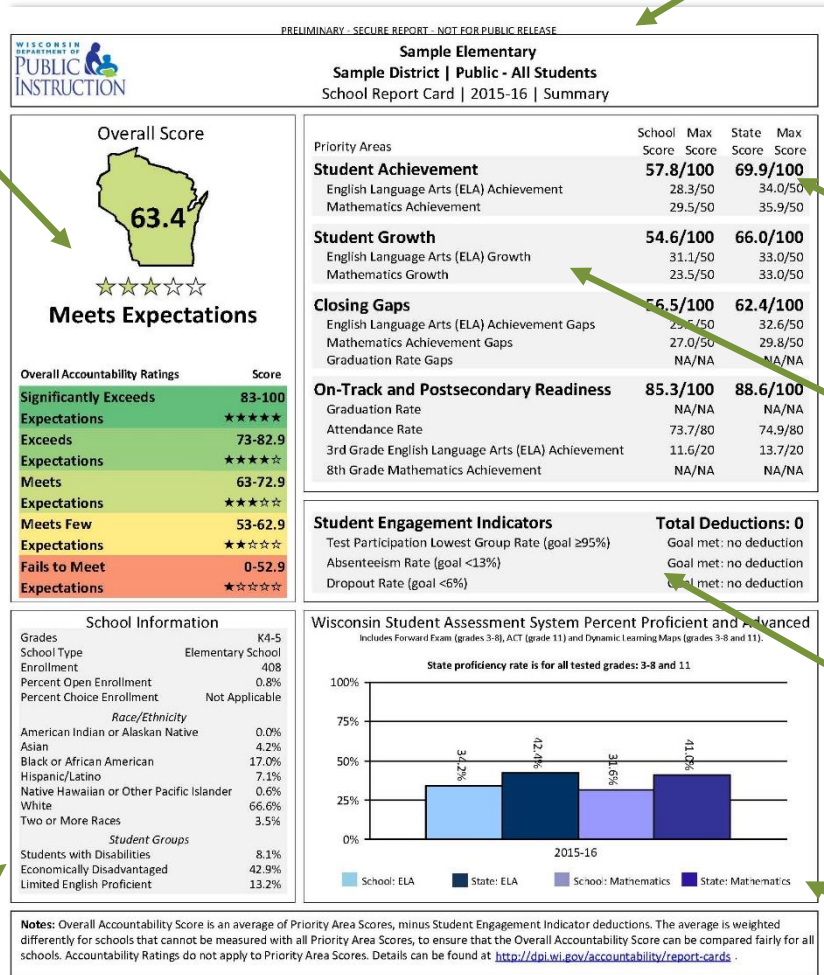 PRELIMINARY - SECURE REPORT - NOT FOR PUBLIC RELEASE
WISCONSIN
DEPARTMENT OF
PUBLIC
INSTRUCTION
Sample Elementary
Sample District | Public - All Students
School Report Card | 2015-16 | Summary
Overall Score
63.4
Meets Expectations
Overall Accountability Ratings Score
Significantly Exceeds 83-100
Expectations ★★★★★
Exceeds 73-82.9
Expectations ★★★★☆
Meets 63-72.9
Expectations ★★★☆☆
Meets Few 53-62.9
Expectations ★★☆☆☆
Fails to Meet 0-52.9
Expectations ★☆☆☆☆
School Max State Max
Priority Areas Score Score Score Score
Student Achievement 57.8/100 69.9/100
English Language Arts (ELA) Achievement 28.3/50 34.0/50
Mathematics Achievement 29.5/50 35.9/50
Student Growth 54.6/100 66.0/100
English Language Arts (ELA) Growth 31.1/50 33.0/50
Mathematics Growth 23.5/50 33.0/50
Closing Gaps 56.5/100 62.4/100
English Language Arts (ELA) Achievement Gaps 29.5/50 32.6/50
Mathematics Achievement Gaps 27.0/50 29.8/50
Graduation Rate Gaps NA/NA NA/NA
On-Track and Postsecondary Readiness 85.3/100 88.6/100
Graduation Rate NA/NA NA/NA
Attendance Rate 73.7/80 74.9/80
3rd Grade English Language Arts (ELA) Achievement 11.6/20 13.7/20
8th Grade Mathematics Achievement NA/NA NA/NA
Student Engagement Indicators Total Deductions: 0
Test Participation Lowest Group Rate (goal ≥95%) Goal met: no deduction
Absenteeism Rate (goal <13%) Goal met: no deduction
Dropout Rate (goal <6%) Goal met: no deduction
School Information
Grades K4-5
School Type Elementary School
Enrollment 408
Percent Open Enrollment 0.8%
Percent Choice Enrollment Not Applicable
Race/Ethnicity
American Indian or Alaskan Native 0.0%
Asian 4.2%
Black or African American 17.0%
Hispanic/Latino 7.1%
Native Hawaiian or Other Pacific Islander 0.6%
White 66.6%
Two or More Races 3.5%
Student Groups
Students with Disabilities 8.1%
Economically Disadvantaged 42.9%
Limited English Proficient 13.2%
Wisconsin Student Assessment System Percent Proficient and Advanced
Includes Forward Exam (grades 3-8), ACT (grade 11) and Dynamic Learning Maps (grades 3-8 and 11).
State proficiency rate is for all tested grades: 3-8 and 11
100%
75%
50%
25%
0%
34.2%
42.4%
31.6%
41.0%
2015-16
School: ELA State: ELA School: Mathematics State: Mathematics
Notes: Overall Accountability Score is an average of Priority Area Scores, minus Student Engagement Indicator deductions. The average is weighted
differently for schools that cannot be measured with all Priority Area Scores, to ensure that the Overall Accountability Score can be compared fairly for all
schools. Accountability Ratings do not apply to Priority Area Scores. Details can be found at http://dpi.wi.gov/accountability/report-cards .